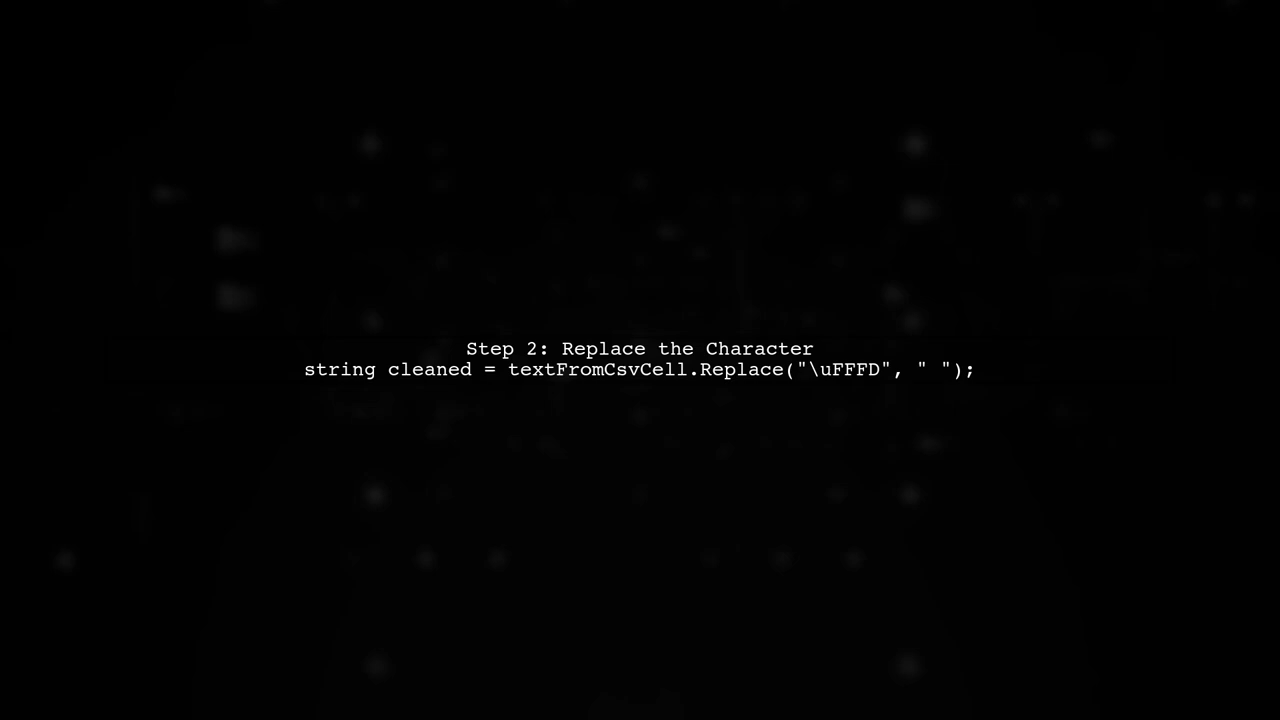 Step 2: Replace the Character
string cleaned = textFromCsvCell.Replace("\uFFFD", " ");